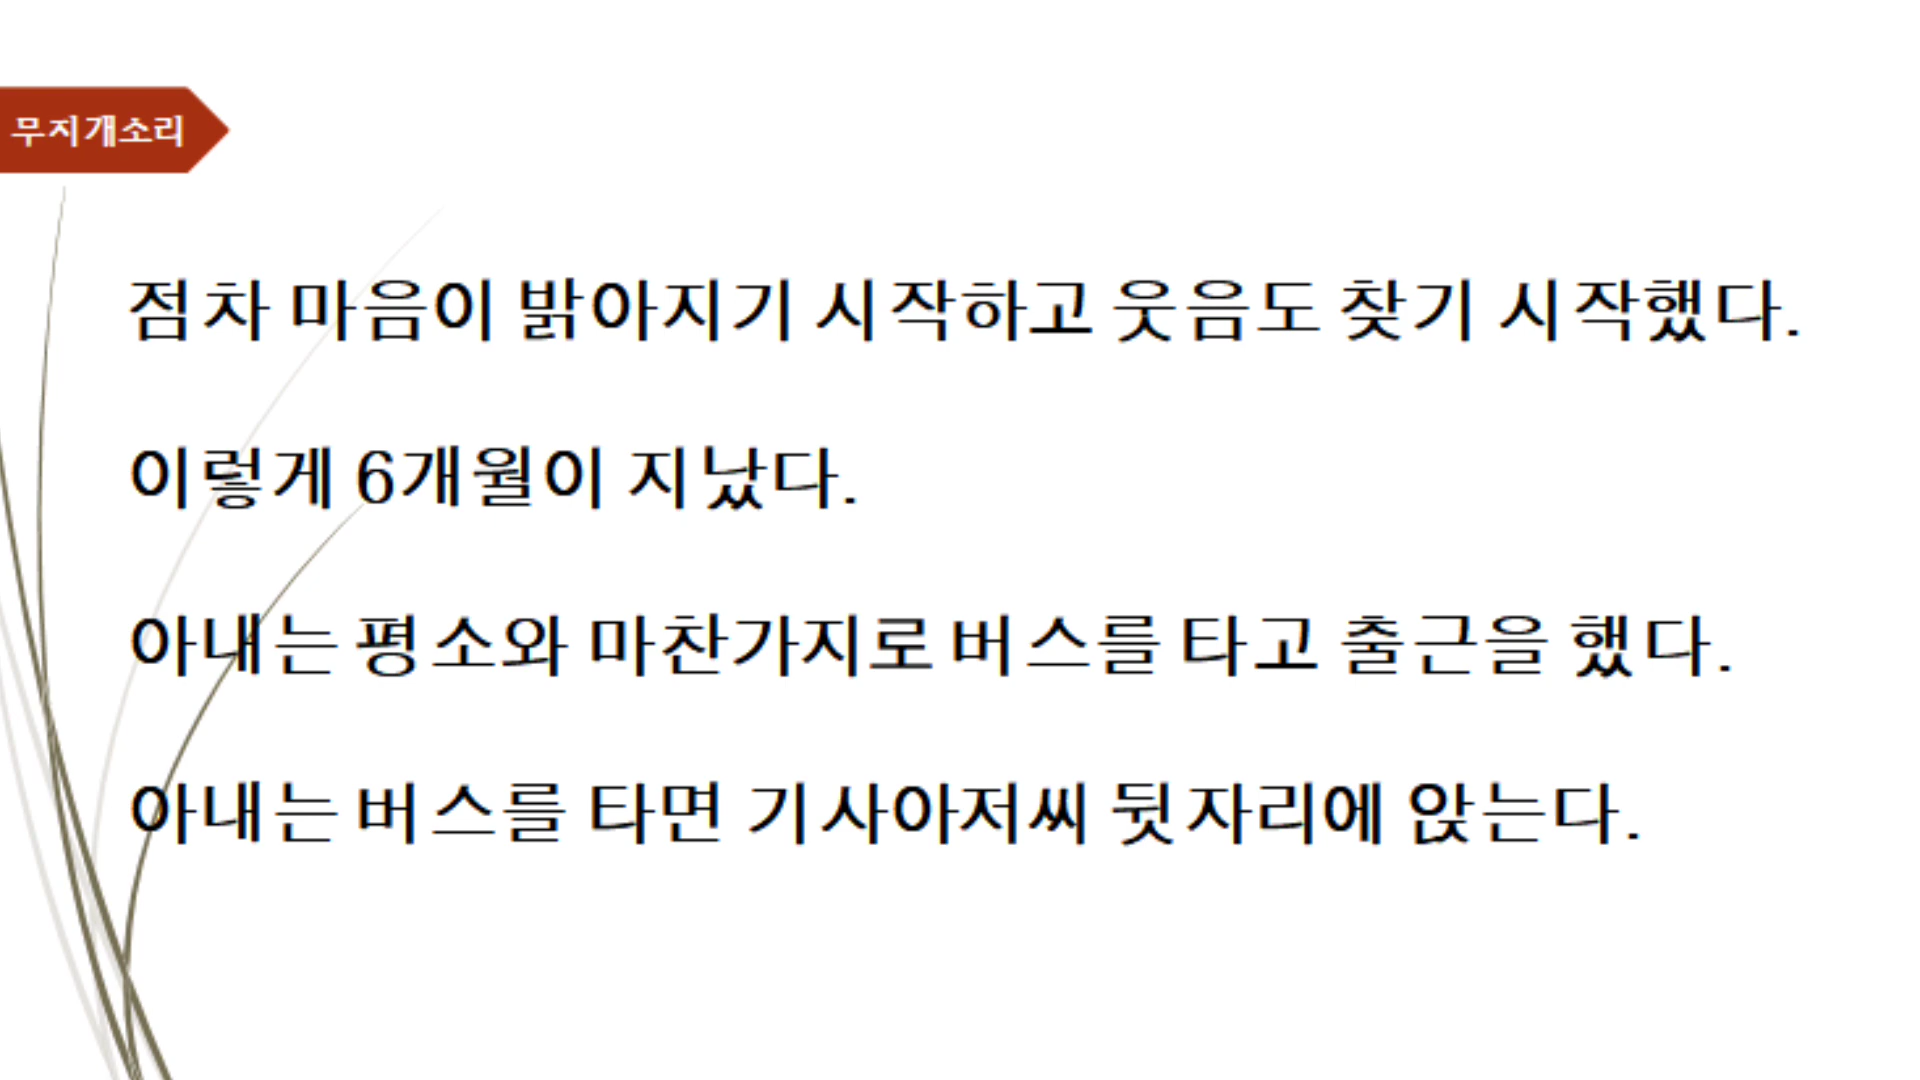 무지개소리
점차 마음이 밝아지기 시작하고 웃음도 찾기 시작했다.
이렇게 6개월이 지났다.
아내는 평소와 마찬가지로 버스를 타고 출근을 했다.
아내는 버스를 타면 기사아저씨 뒷자리에 앉는다.